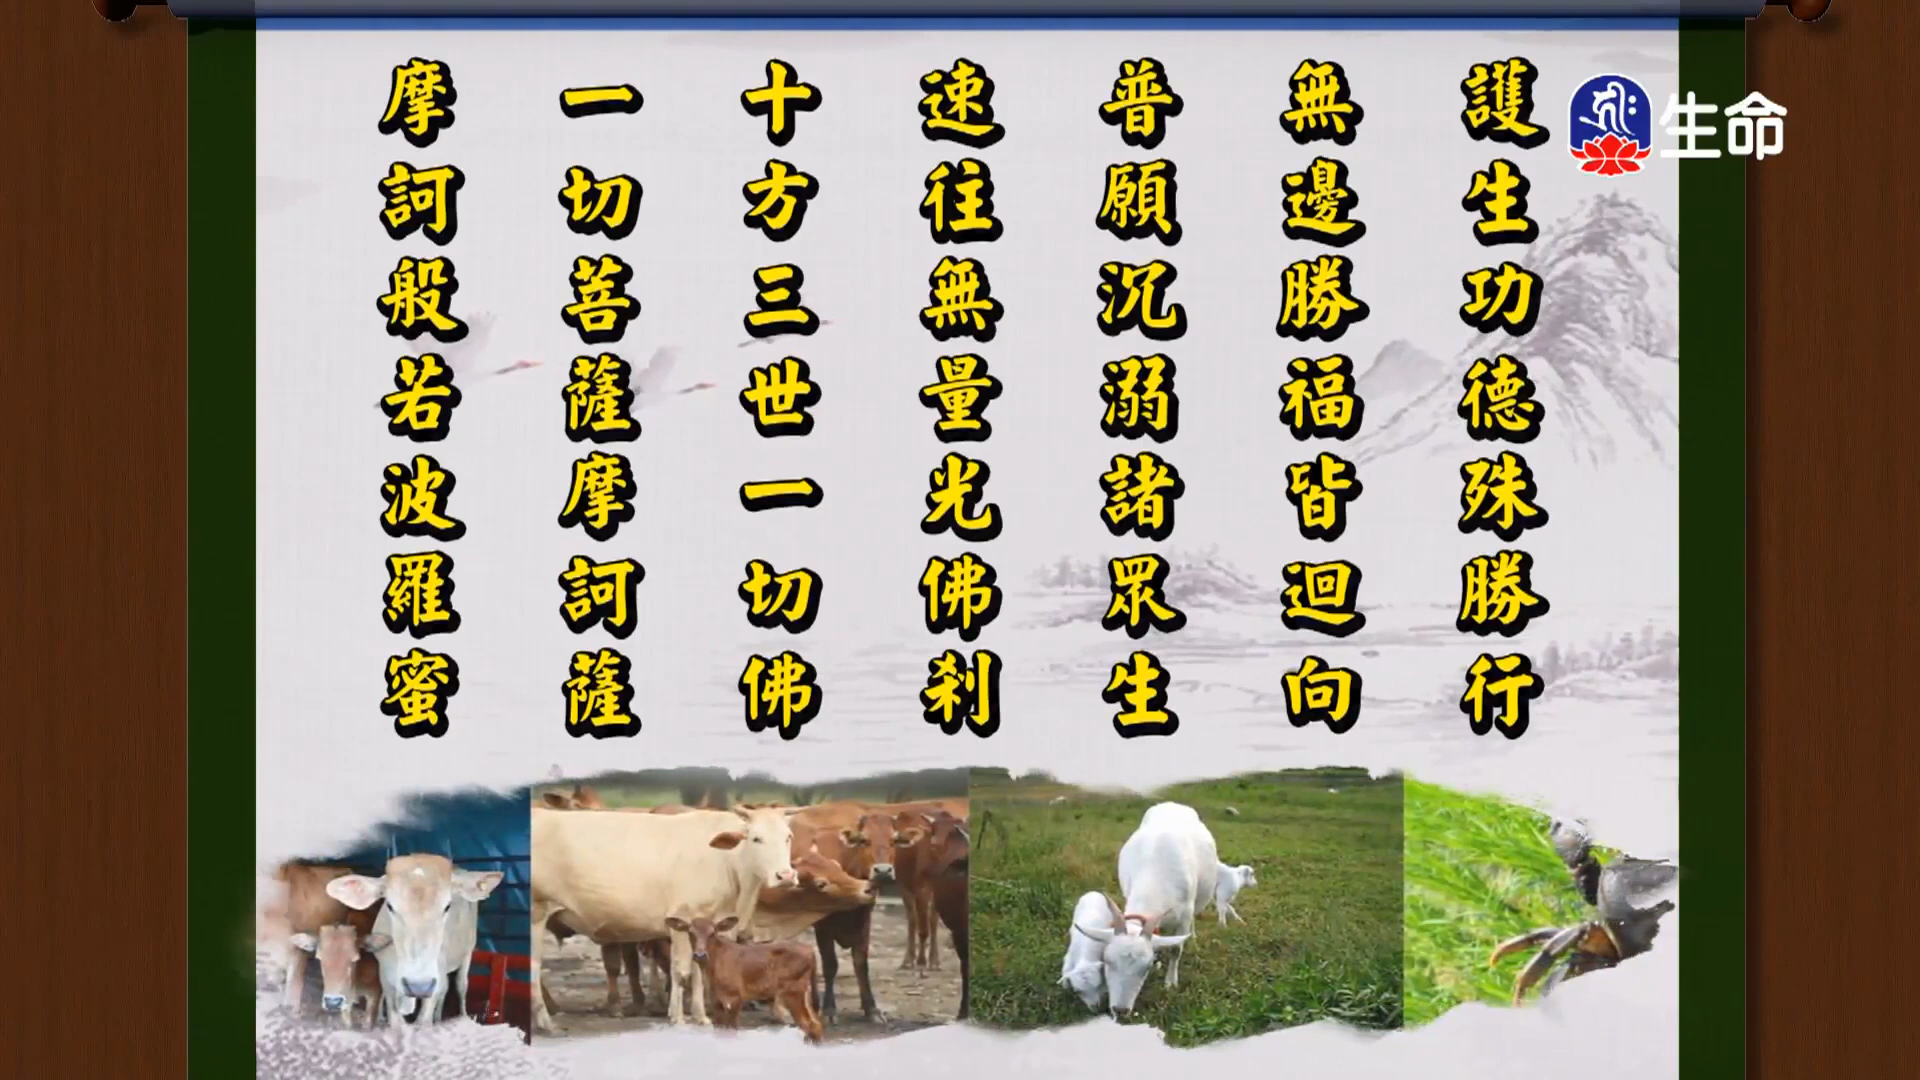 護生功德殊勝行
無邊勝福皆迴向
普願沉溺諸眾生
速往無量光佛剎
十方三世一切佛
一切菩薩摩訶薩
摩訶般若波羅蜜
生命